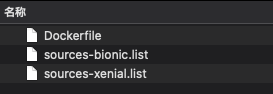 名称
Dockerfile
sources-bionic.list
sources-xenial.list